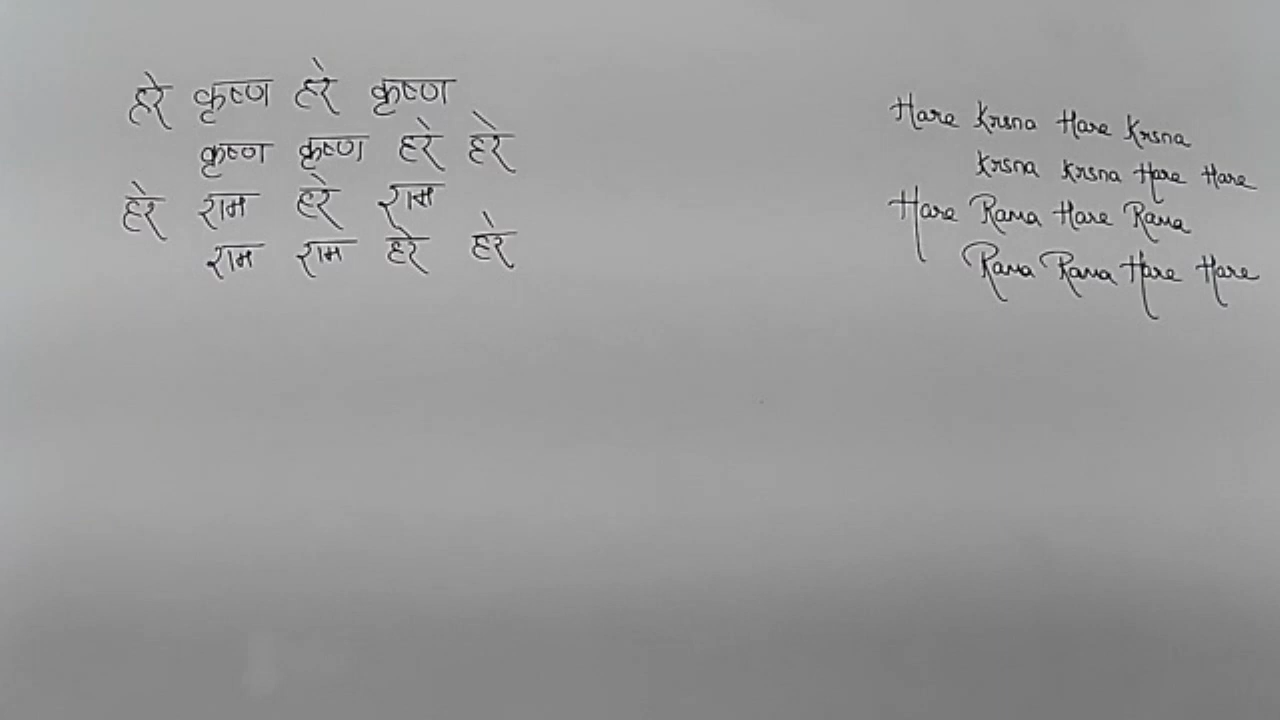 हरे कृष्ण हरे कृष्ण
कृष्ण कृष्ण हरे हरे
हरे राम हरे राम
राम राम हरे हरे
Hare Krsna Hare Krsna
Krsna Krsna Hare Hare
Hare Rama Hare Rama
Rama Rama Hare Hare